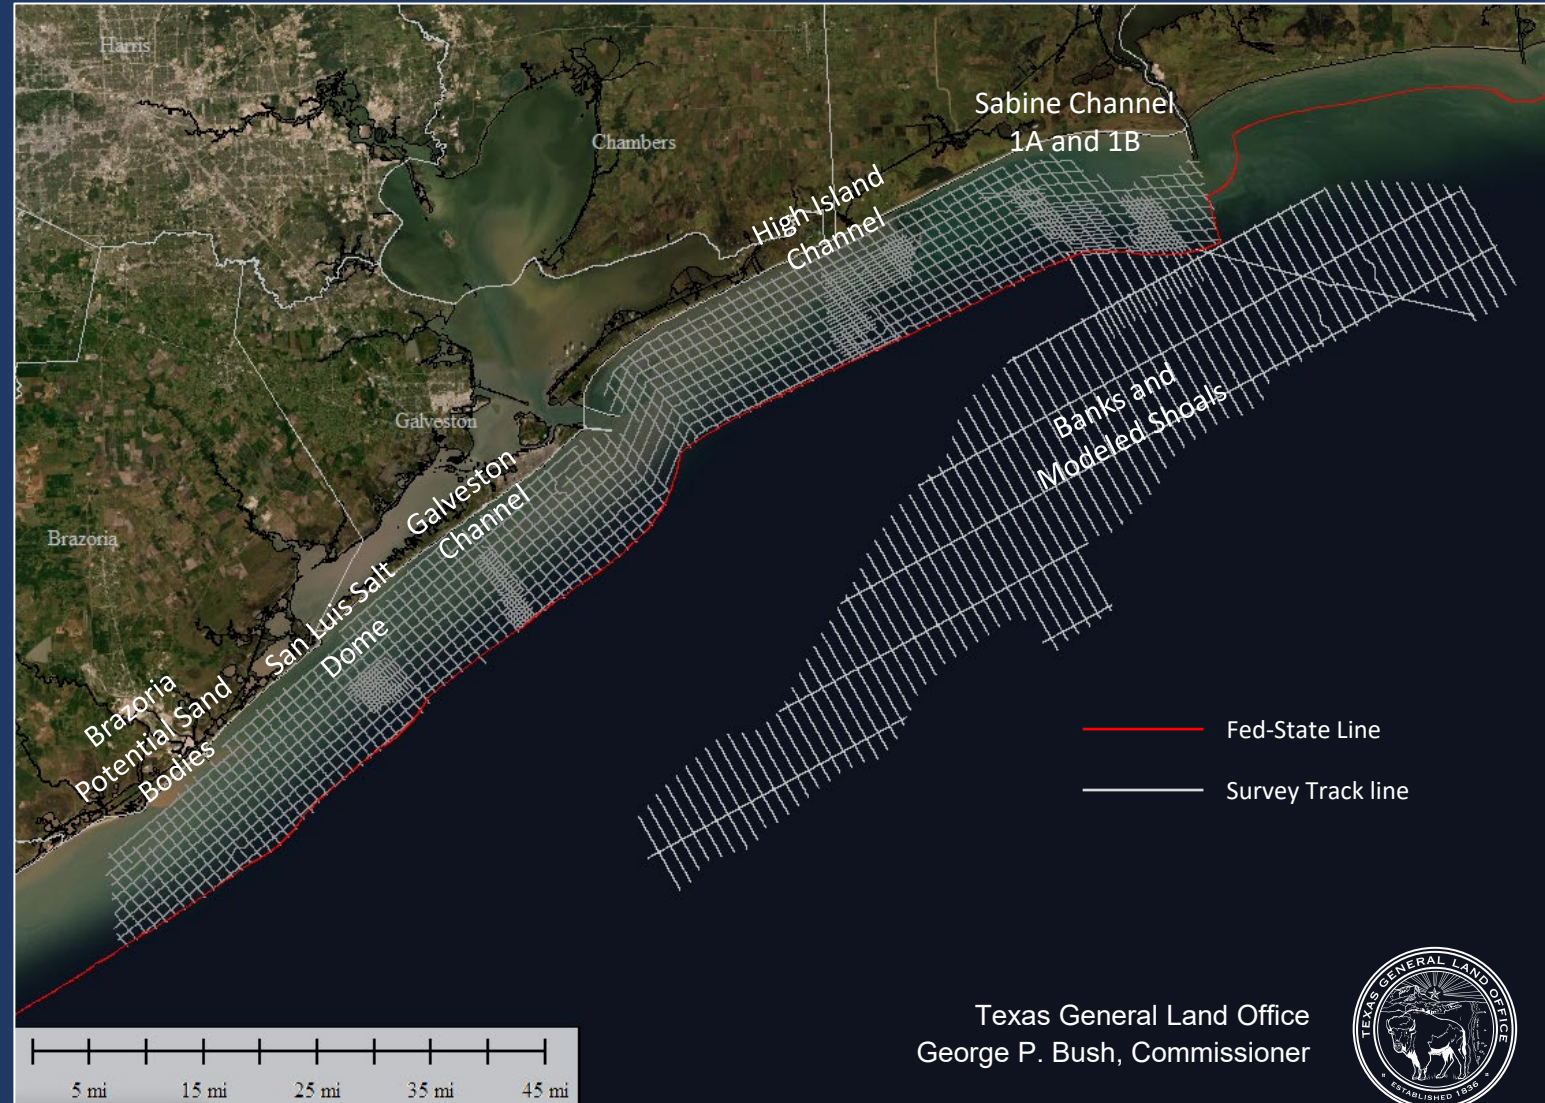 Harris
Chambers
Sabine Channel
1A and 1B
High Island
Channel
Galveston
Galveston
Channel
Banks and
Modeled Shoals
Brazoria
San Luis Salt
Dome
Brazoria
Potential Sand
Bodies
Fed-State Line
Survey Track line
Texas General Land Office
George P. Bush, Commissioner
TEXAS GENERAL LAND OFFICE
ESTABLISHED 1836
5 mi 15 mi 25 mi 35 mi 45 mi